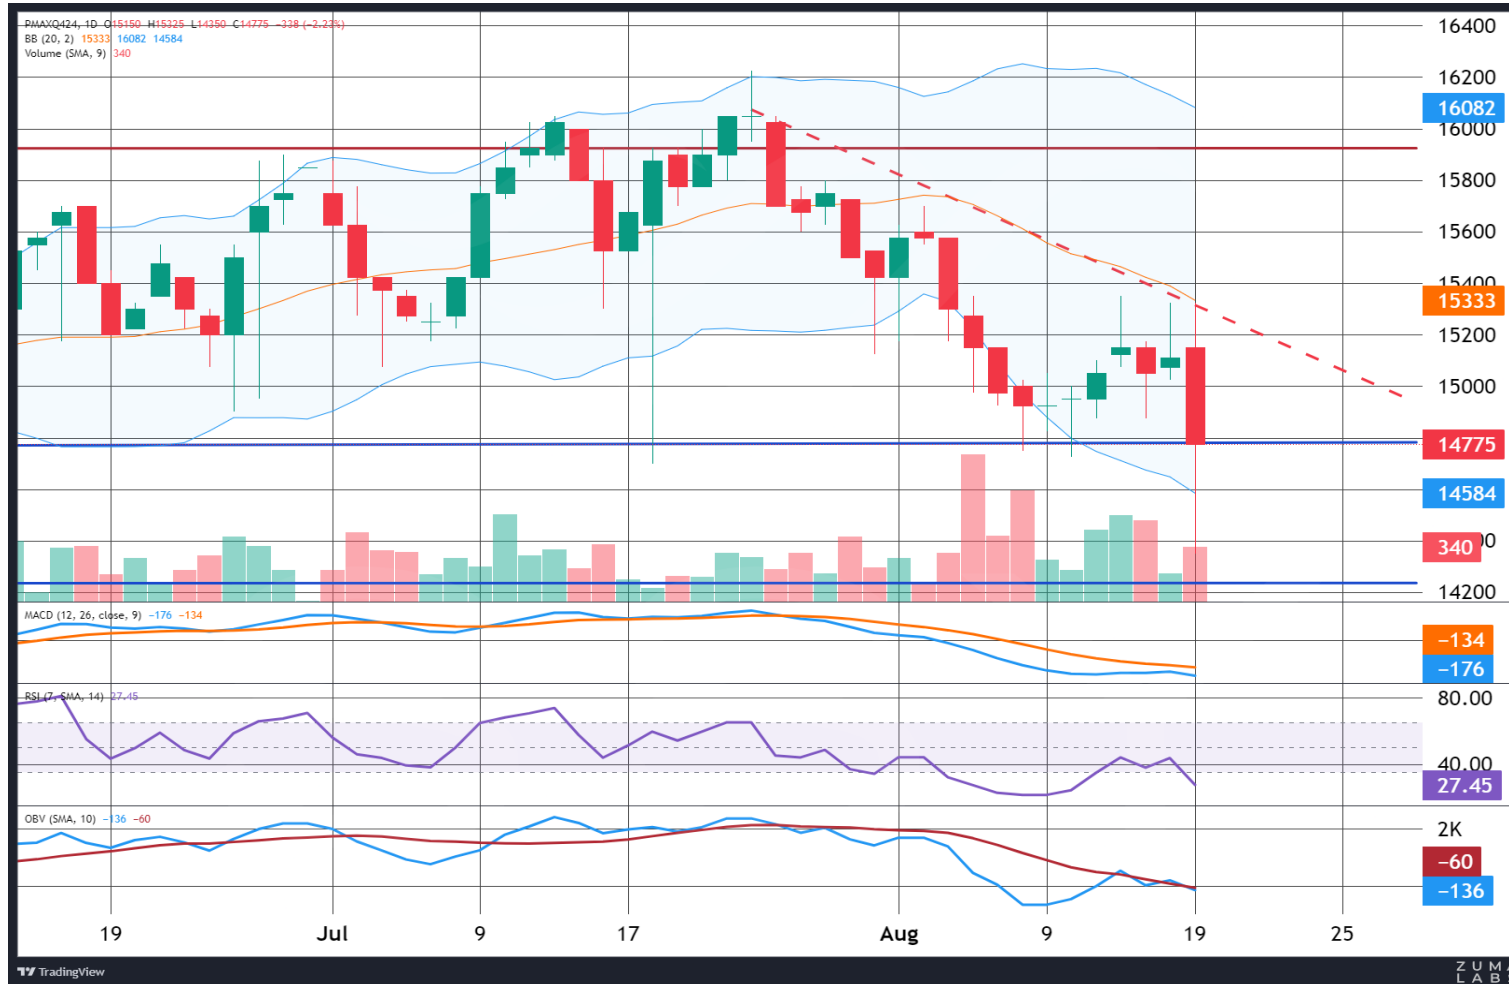 PMAXQ424, 1D O15150 H15325 L14350 C14775 −338 (−2.23%)
BB (20, 2) 15333 16082 14584
Volume (SMA, 9) 340
16400
16200
16082
16000
15800
15600
15400
15333
15200
15000
14775
14584
340
14200
MACD (12, 26, close, 9) −176 −134
−134
−176
RSI (7, SMA, 14) 27.45
80.00
40.00
27.45
OBV (SMA, 10) −136 −60
2K
−60
−136
19 Jul 9 17 Aug 9 19 25
TradingView
ZUM
LAB